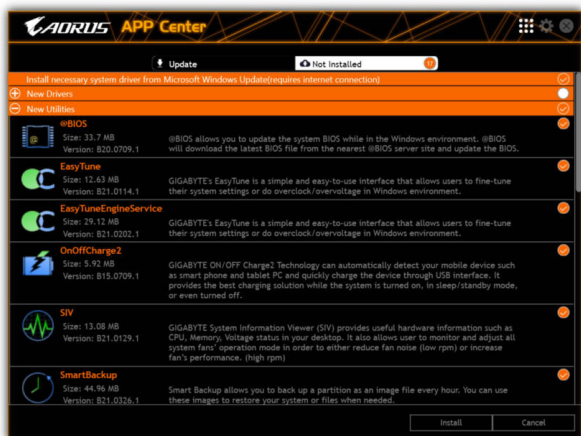 AORUS APP Center
Update
Not Installed 17
Install necessary system driver from Microsoft Windows Update(requires internet connection)
New Drivers
New Utilities
@BIOS
Size: 33.7 MB
Version: B20.0709.1
@BIOS allows you to update the system BIOS while in the Windows environment. @BIOS
will download the latest BIOS file from the nearest @BIOS server site and update the BIOS.
EasyTune
Size: 12.63 MB
Version: B21.0114.1
GIGABYTE's EasyTune is a simple and easy-to-use interface that allows users to fine-tune
their system settings or do overclock/overvoltage in Windows environment.
EasyTuneEngineService
Size: 29.12 MB
Version: B21.0202.1
GIGABYTE's EasyTune is a simple and easy-to-use interface that allows users to fine-tune
their system settings or do overclock/overvoltage in Windows environment.
OnOffCharge2
Size: 5.92 MB
Version: B15.0709.1
GIGABYTE ON/OFF Charge2 Technology can automatically detect your mobile device such
as smart phone and tablet PC and quickly charge the device through USB interface. It
provides the best charging solution while the system is turned on, in sleep/standby mode,
or even turned off.
SIV
Size: 13.08 MB
Version: B21.0129.1
GIGABYTE System Information Viewer (SIV) provides useful hardware information such as
CPU, Memory, Voltage status in your desktop. It also allows user to monitor and adjust all
system fans' operation mode in order to either reduce fan noise (low rpm) or increase
fan's performance. (high rpm)
SmartBackup
Size: 44.96 MB
Version: B21.0326.1
Smart Backup allows you to back up a partition as an image file every hour. You can use
these images to restore your system or files when needed.
Install
Cancel